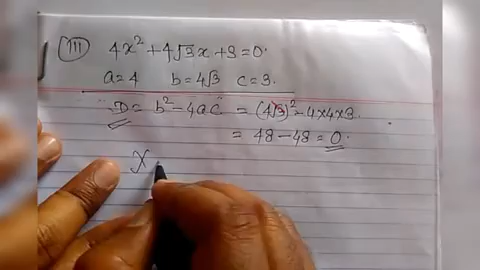 (111) 4x² + 4√3x + 3 = 0.
a = 4 b = 4√3 c = 3.
D = b² - 4ac = (4√3)² - 4×4×3
= 48 - 48 = 0.
X